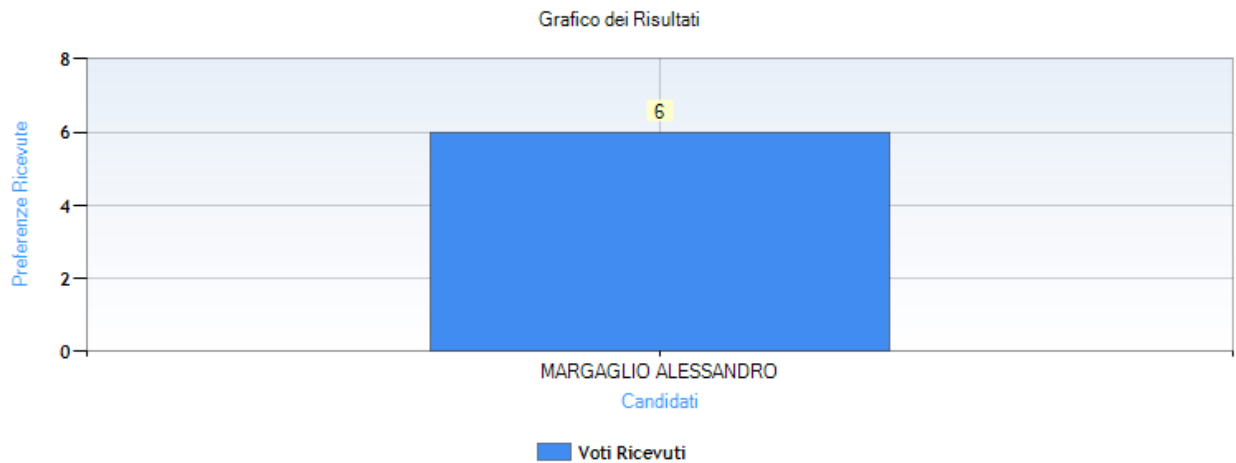 Grafico dei Risultati
Preferenze Ricevute
8
6
4
2
0
6
MARGAGLIO ALESSANDRO
Candidati
Voti Ricevuti